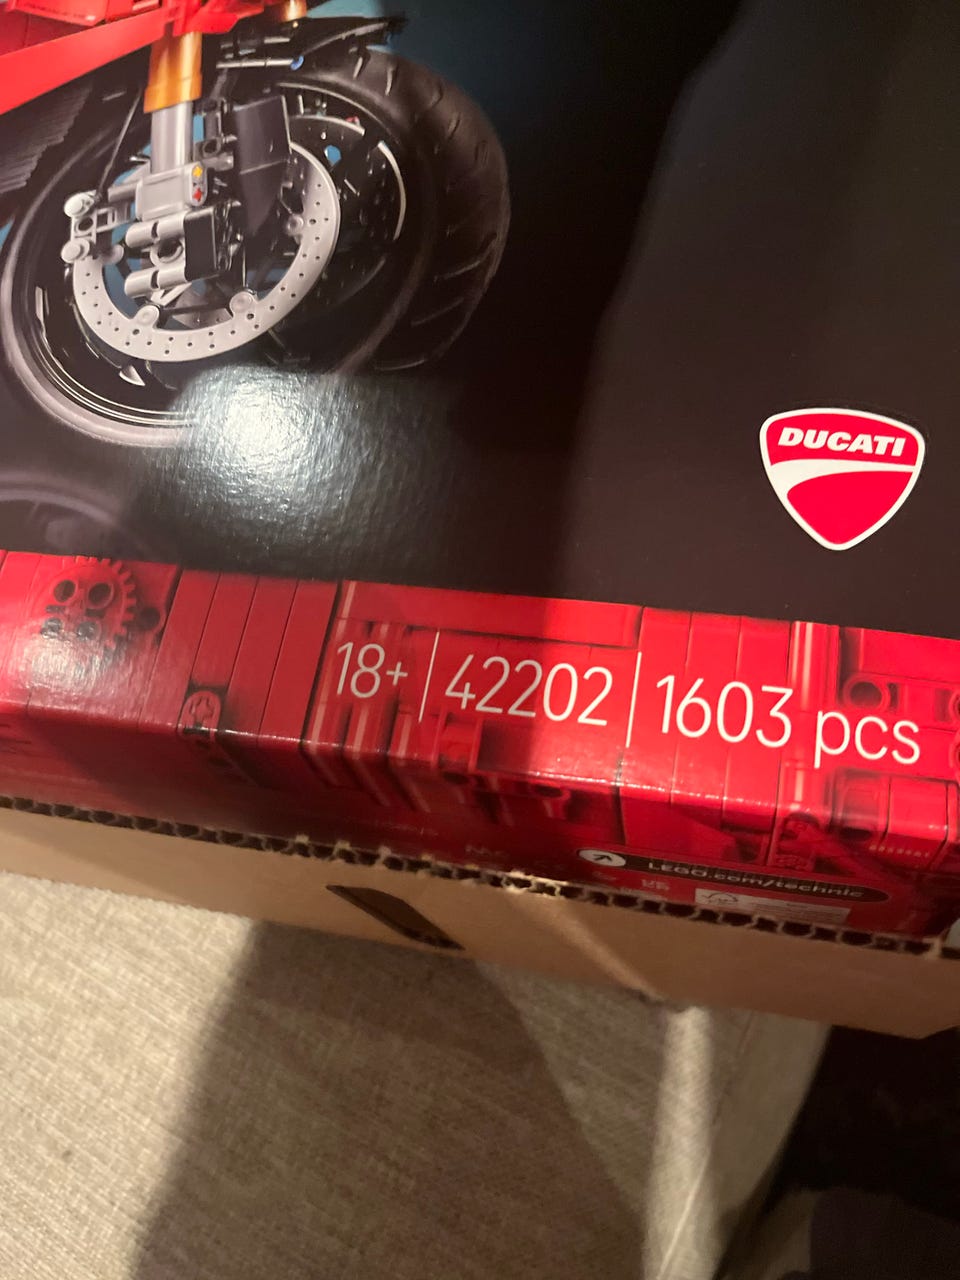 DUCATI
18+ | 42202 | 1603 pcs
LEGO.com/technic